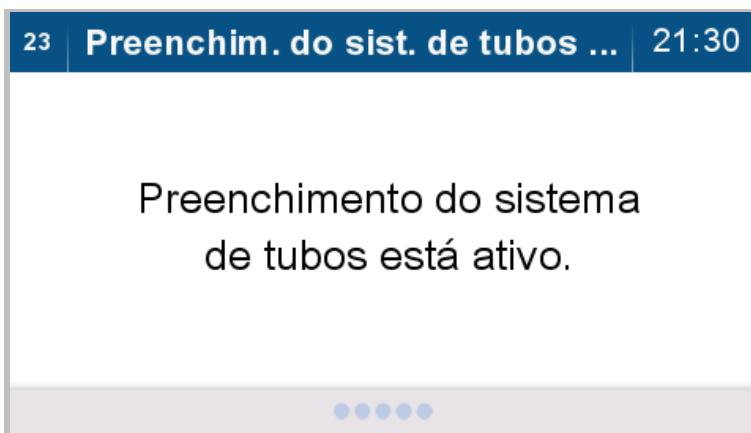 23 Preenchim. do sist. de tubos ... 21:30
Preenchimento do sistema
de tubos está ativo.